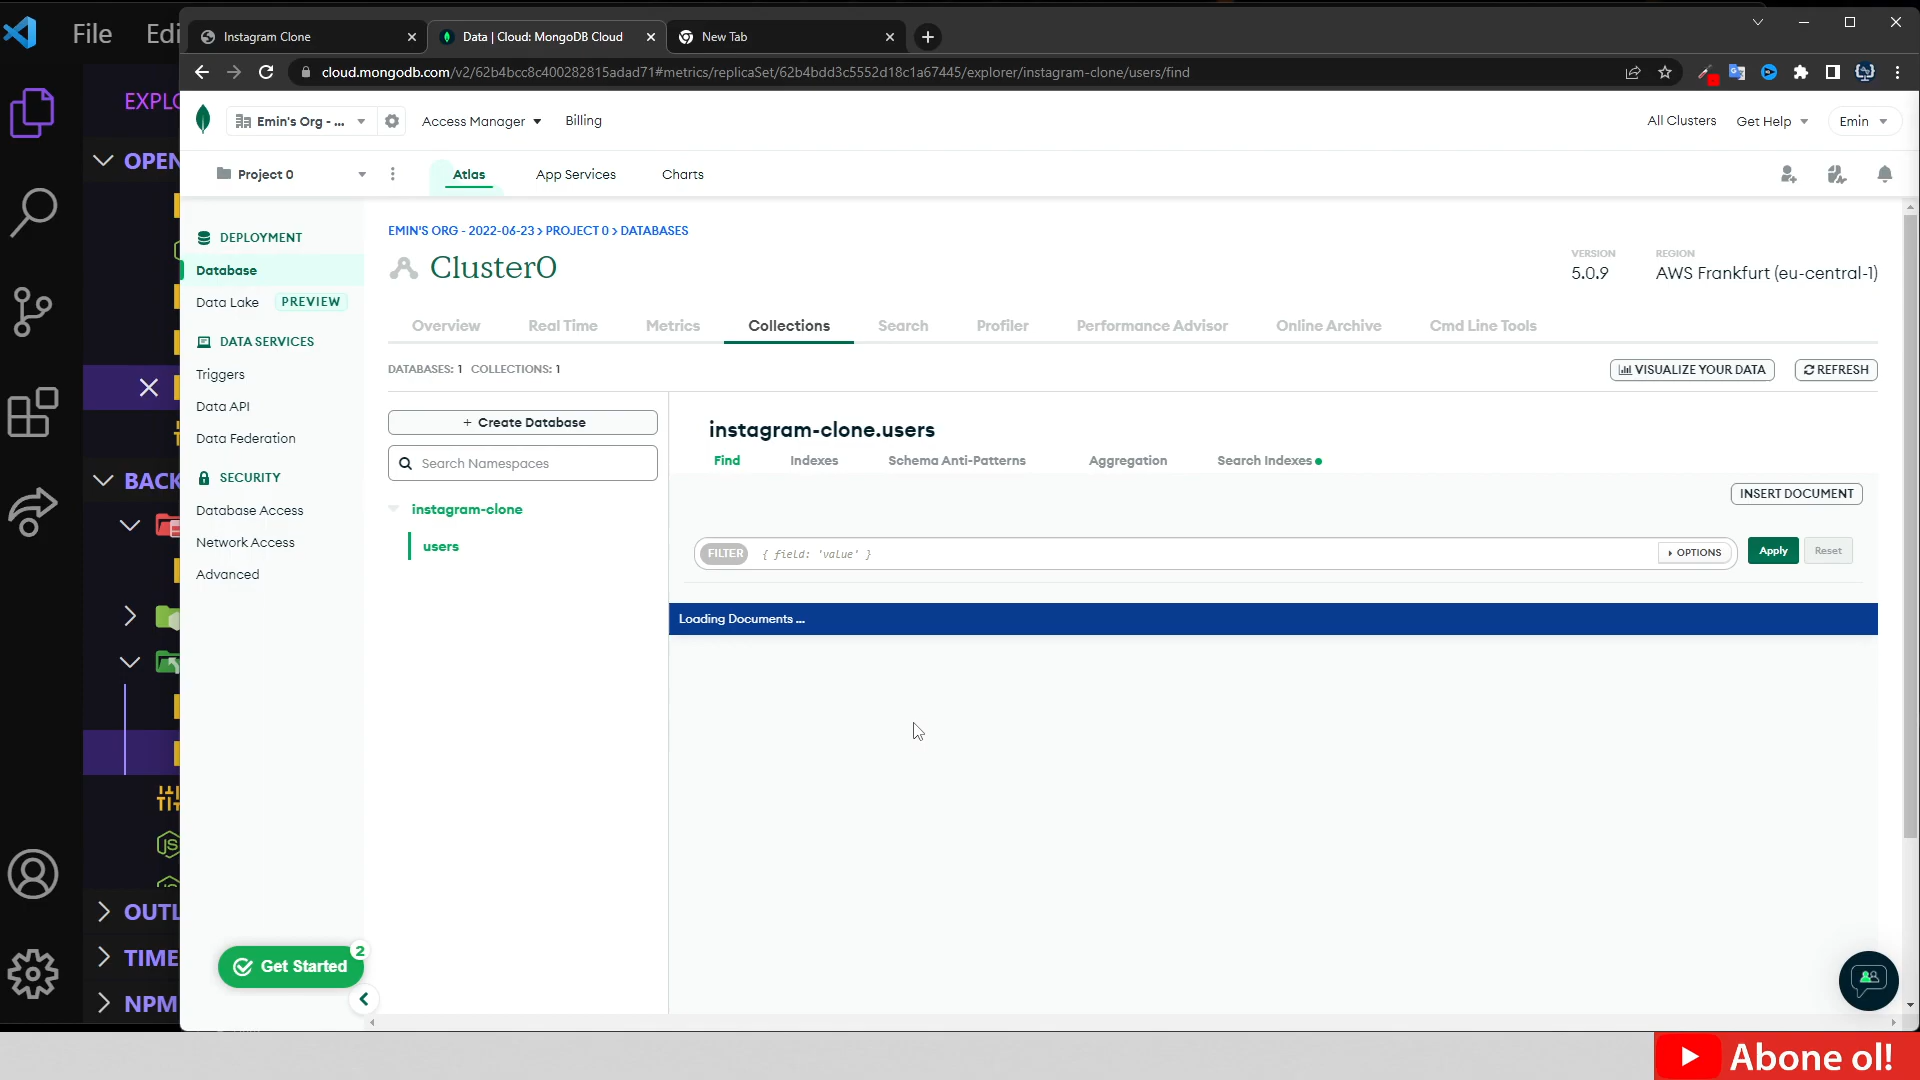 File
Instagram Clone
Data | Cloud: MongoDB Cloud
New Tab
cloud.mongodb.com/v2/62b4bcc8c400282815adad71#metrics/replicaSet/62b4bdd3c5552d18c1a67445/explorer/instagram-clone/users/find
Emin's Org - ...
Access Manager
Billing
All Clusters
Get Help
Emin
Project 0
Atlas
App Services
Charts
EMIN'S ORG - 2022-06-23 > PROJECT 0 > DATABASES
Cluster0
VERSION
5.0.9
REGION
AWS Frankfurt (eu-central-1)
DEPLOYMENT
Database
Data Lake
PREVIEW
DATA SERVICES
Triggers
Data API
Data Federation
SECURITY
Database Access
Network Access
Advanced
Overview
Real Time
Metrics
Collections
Search
Profiler
Performance Advisor
Online Archive
Cmd Line Tools
DATABASES: 1 COLLECTIONS: 1
VISUALIZE YOUR DATA
REFRESH
+ Create Database
Search Namespaces
instagram-clone
users
instagram-clone.users
Find
Indexes
Schema Anti-Patterns
Aggregation
Search Indexes
INSERT DOCUMENT
FILTER
{ field: 'value' }
OPTIONS
Apply
Reset
Loading Documents ...
Get Started
2
EXPLO
OPEN
BACK
OUTL
TIME
NPM
Abone ol!